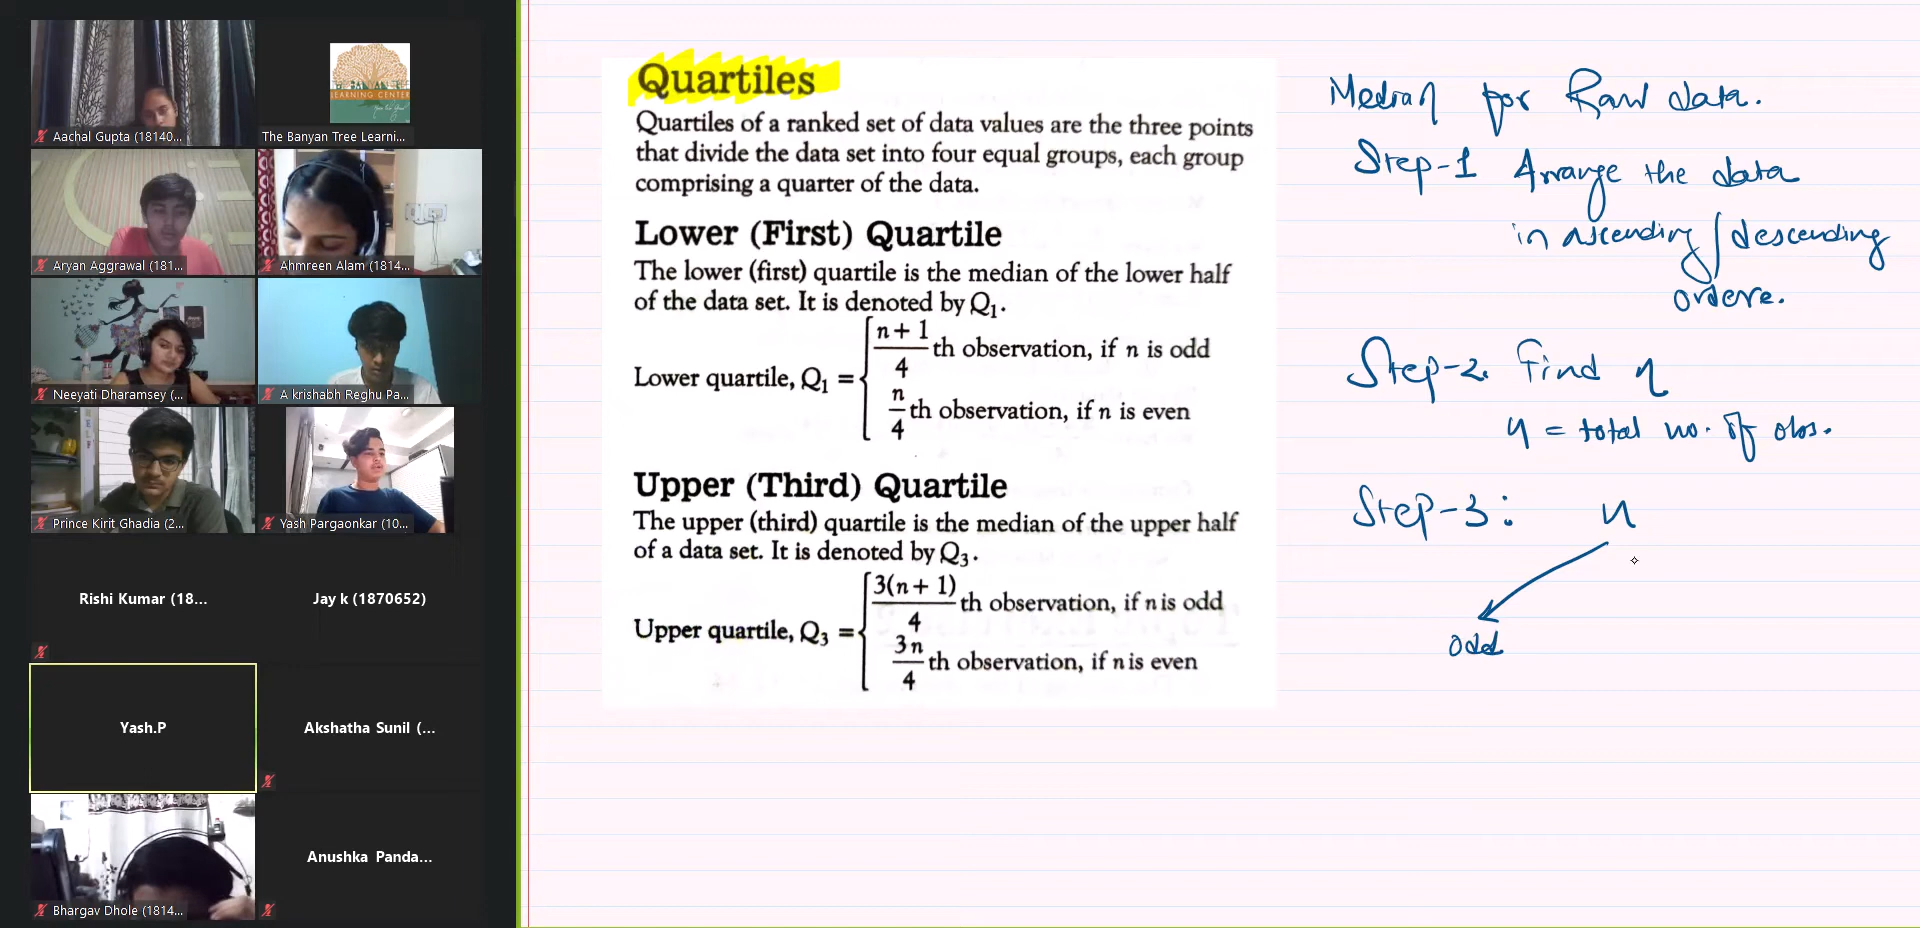 Aachal Gupta (18140...
LEARNING CENTER
The Banyan Tree Learni...
Aryan Aggrawal (181...
Ahmreen Alam (1814...
Neeyati Dharamsey (...
A krishabh Reghu Pa...
Prince Kirit Ghadia (2...
Yash Pargaonkar (10...
Rishi Kumar (18...
Jay k (1870652)
Yash.P
Akshatha Sunil (...
Bhargav Dhole (1814...
Anushka Panda...
Quartiles
Quartiles of a ranked set of data values are the three points
that divide the data set into four equal groups, each group
comprising a quarter of the data.
Lower (First) Quartile
The lower (first) quartile is the median of the lower half
of the data set. It is denoted by Q₁.
Lower quartile, Q₁ = { (n + 1)/4 th observation, if n is odd
n/4 th observation, if n is even
Upper (Third) Quartile
The upper (third) quartile is the median of the upper half
of a data set. It is denoted by Q₃.
Upper quartile, Q₃ = { 3(n + 1)/4 th observation, if n is odd
3n/4 th observation, if n is even
Median for Raw data.
Step-1 Arrange the data
in ascending/descending
ordere.
Step-2. Find n
n = total no. of obs.
Step-3: n
odd